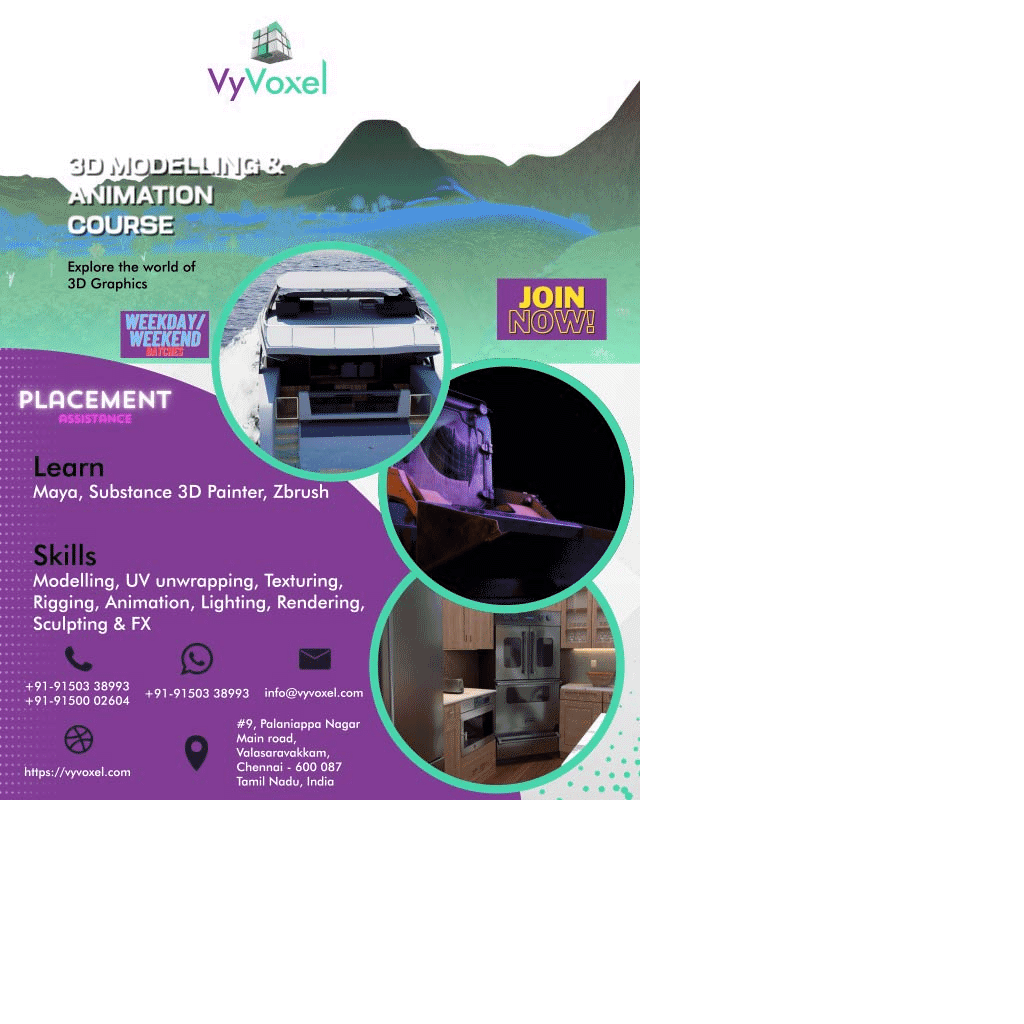 VyVoxel
3D MODELLING &
ANIMATION
COURSE
Explore the world of
3D Graphics
JOIN
NOW!
WEEKDAY/
WEEKEND
BATCHES
PLACEMENT
ASSISTANCE
Learn
Maya, Substance 3D Painter, Zbrush
Skills
Modelling, UV unwrapping, Texturing,
Rigging, Animation, Lighting, Rendering,
Sculpting & FX
+91-91503 38993
+91-91500 02604
+91-91503 38993
info@vyvoxel.com
https://vyvoxel.com
#9, Palaniappa Nagar
Main road,
Valasaravakkam,
Chennai - 600 087
Tamil Nadu, India